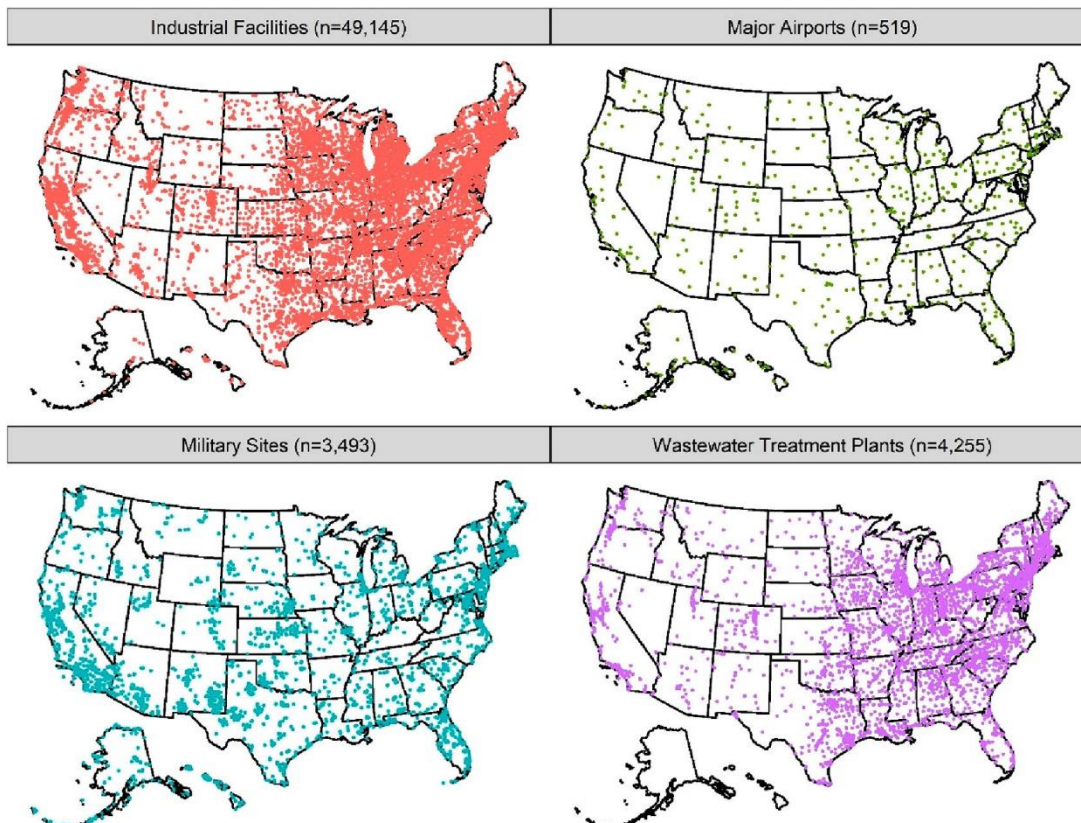 Industrial Facilities (n=49,145)
Major Airports (n=519)
Military Sites (n=3,493)
Wastewater Treatment Plants (n=4,255)